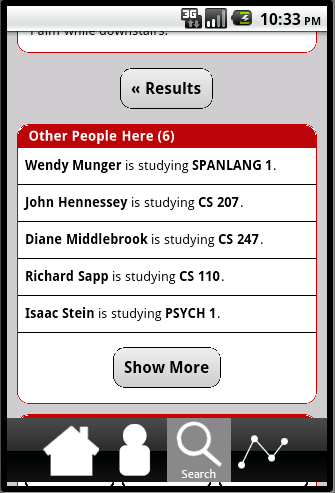 3G 10:33 PM
Palm while downstairs.
« Results
Other People Here (6)
Wendy Munger is studying SPANLANG 1.
John Hennessey is studying CS 207.
Diane Middlebrook is studying CS 247.
Richard Sapp is studying CS 110.
Isaac Stein is studying PSYCH 1.
Show More
Search